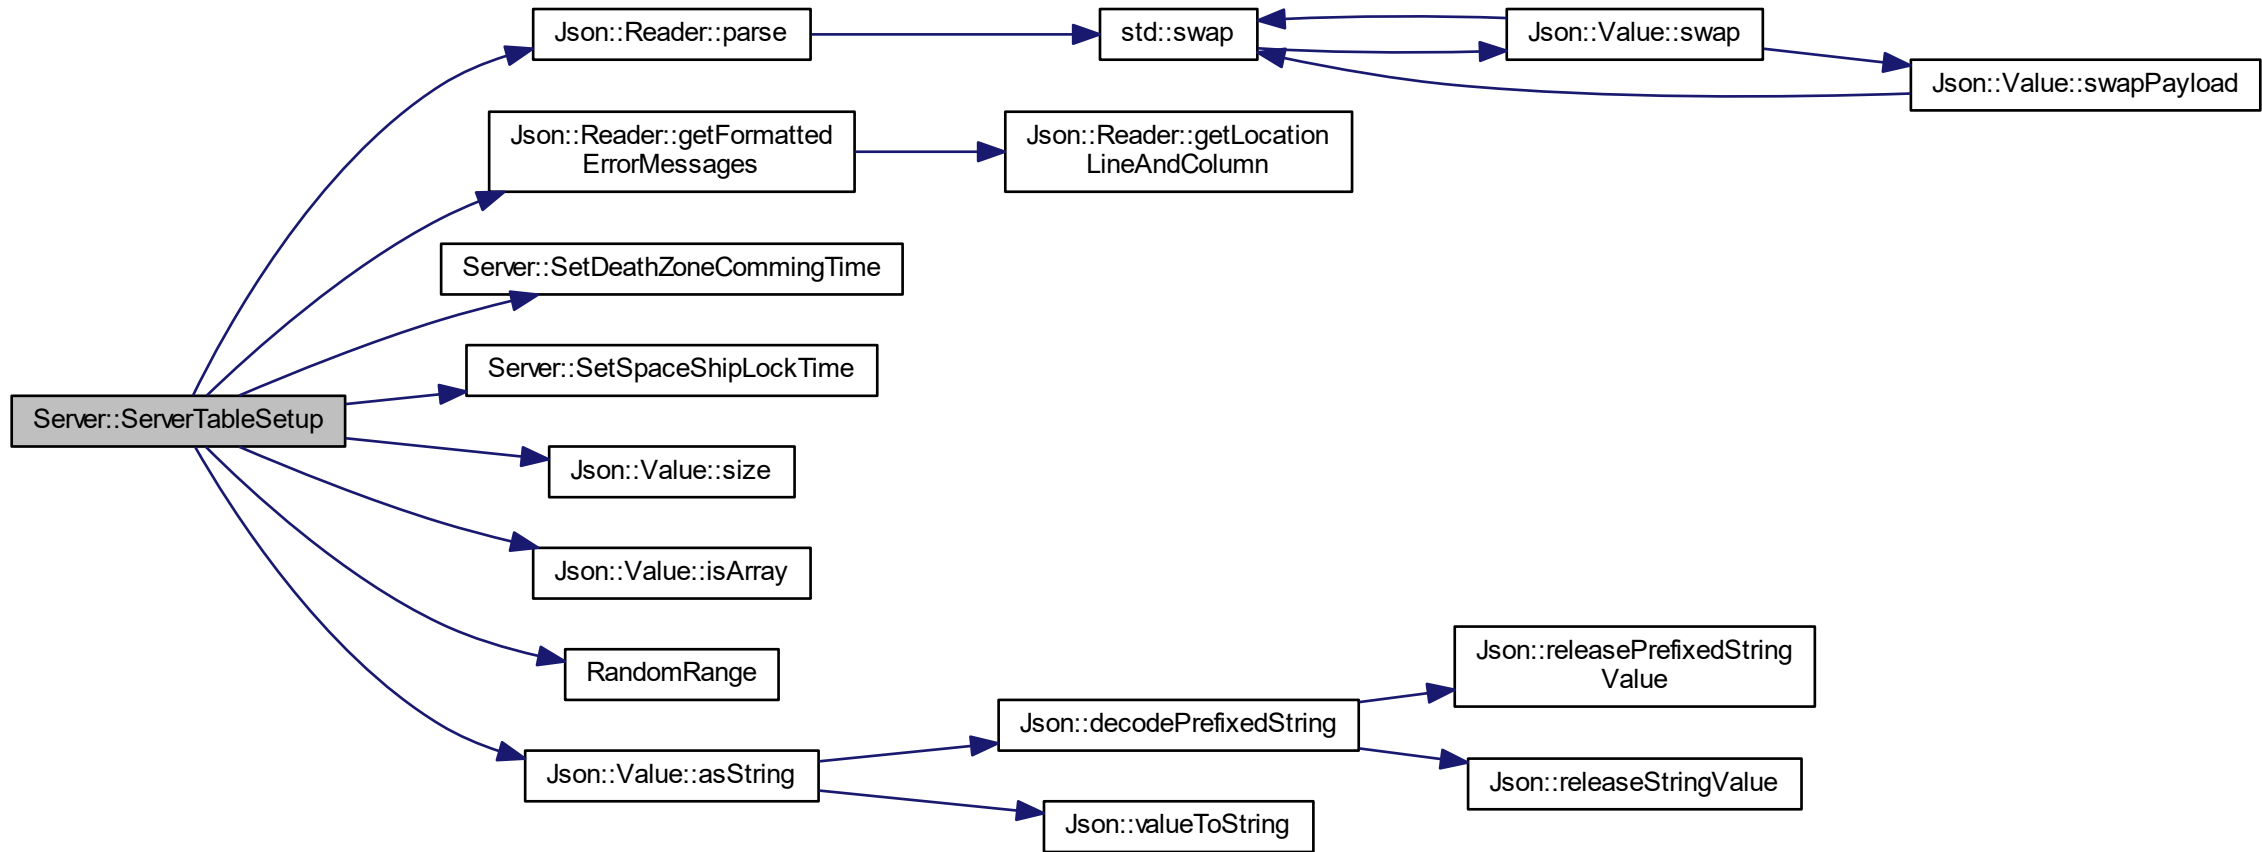 Json::Reader::parse
std::swap
Json::Value::swap
Json::Value::swapPayload
Json::Reader::getFormatted
ErrorMessages
Json::Reader::getLocation
LineAndColumn
Server::SetDeathZoneCommingTime
Server::SetSpaceShipLockTime
Server::ServerTableSetup
Json::Value::size
Json::Value::isArray
RandomRange
Json::releasePrefixedString
Value
Json::decodePrefixedString
Json::Value::asString
Json::releaseStringValue
Json::valueToString